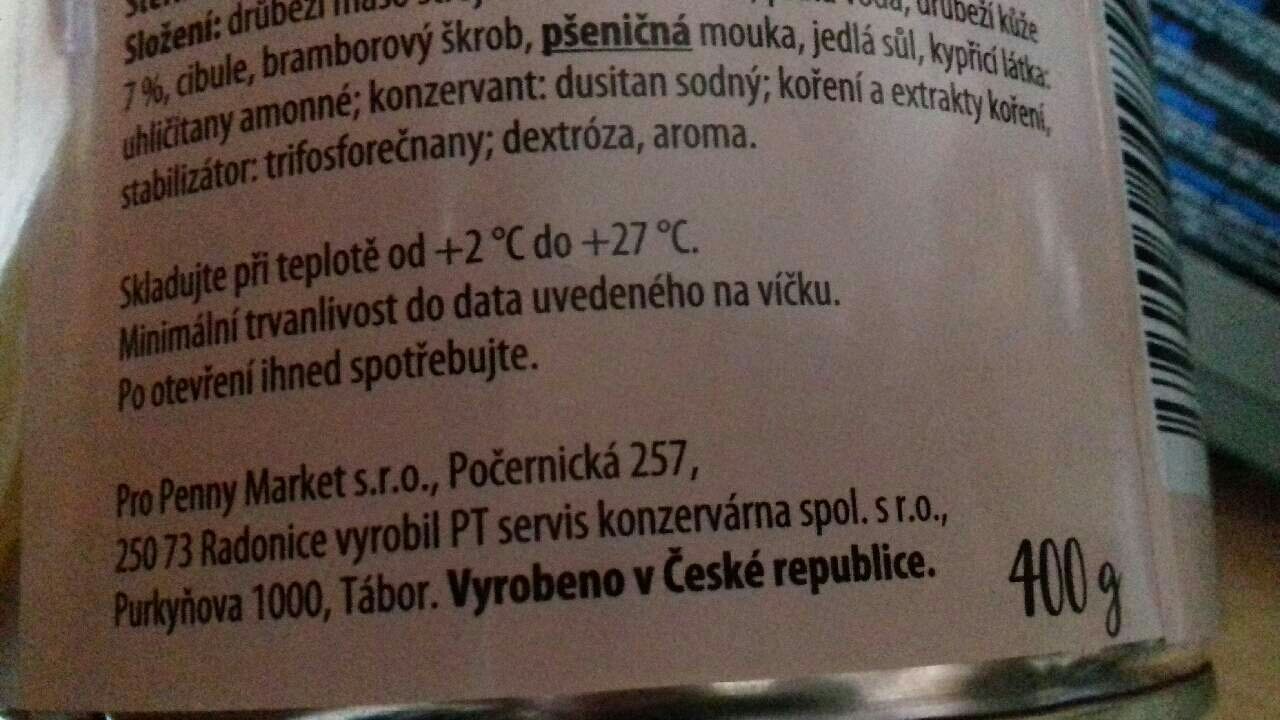 Složení: drůbeží maso voda, drůbeží kůže
7 %, cibule, bramborový škrob, pšeničná mouka, jedlá sůl, kypřicí látka:
uhličitany amonné; konzervant: dusitan sodný; koření a extrakty koření,
stabilizátor: trifosforečnany; dextróza, aroma.
Skladujte při teplotě od +2 °C do +27 °C.
Minimální trvanlivost do data uvedeného na víčku.
Po otevření ihned spotřebujte.
Pro Penny Market s.r.o., Počernická 257,
250 73 Radonice vyrobil PT servis konzervárna spol. s r.o.,
Purkyňova 1000, Tábor. Vyrobeno v České republice.
400 g